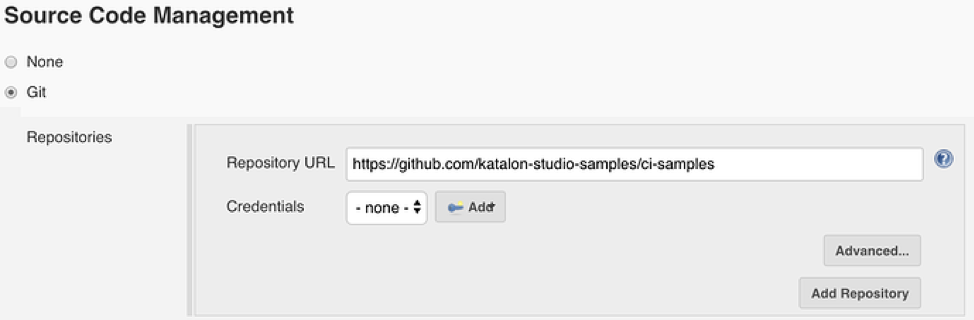 Source Code Management
None
Git
Repositories
Repository URL https://github.com/katalon-studio-samples/ci-samples ?
Credentials - none - Add
Advanced...
Add Repository